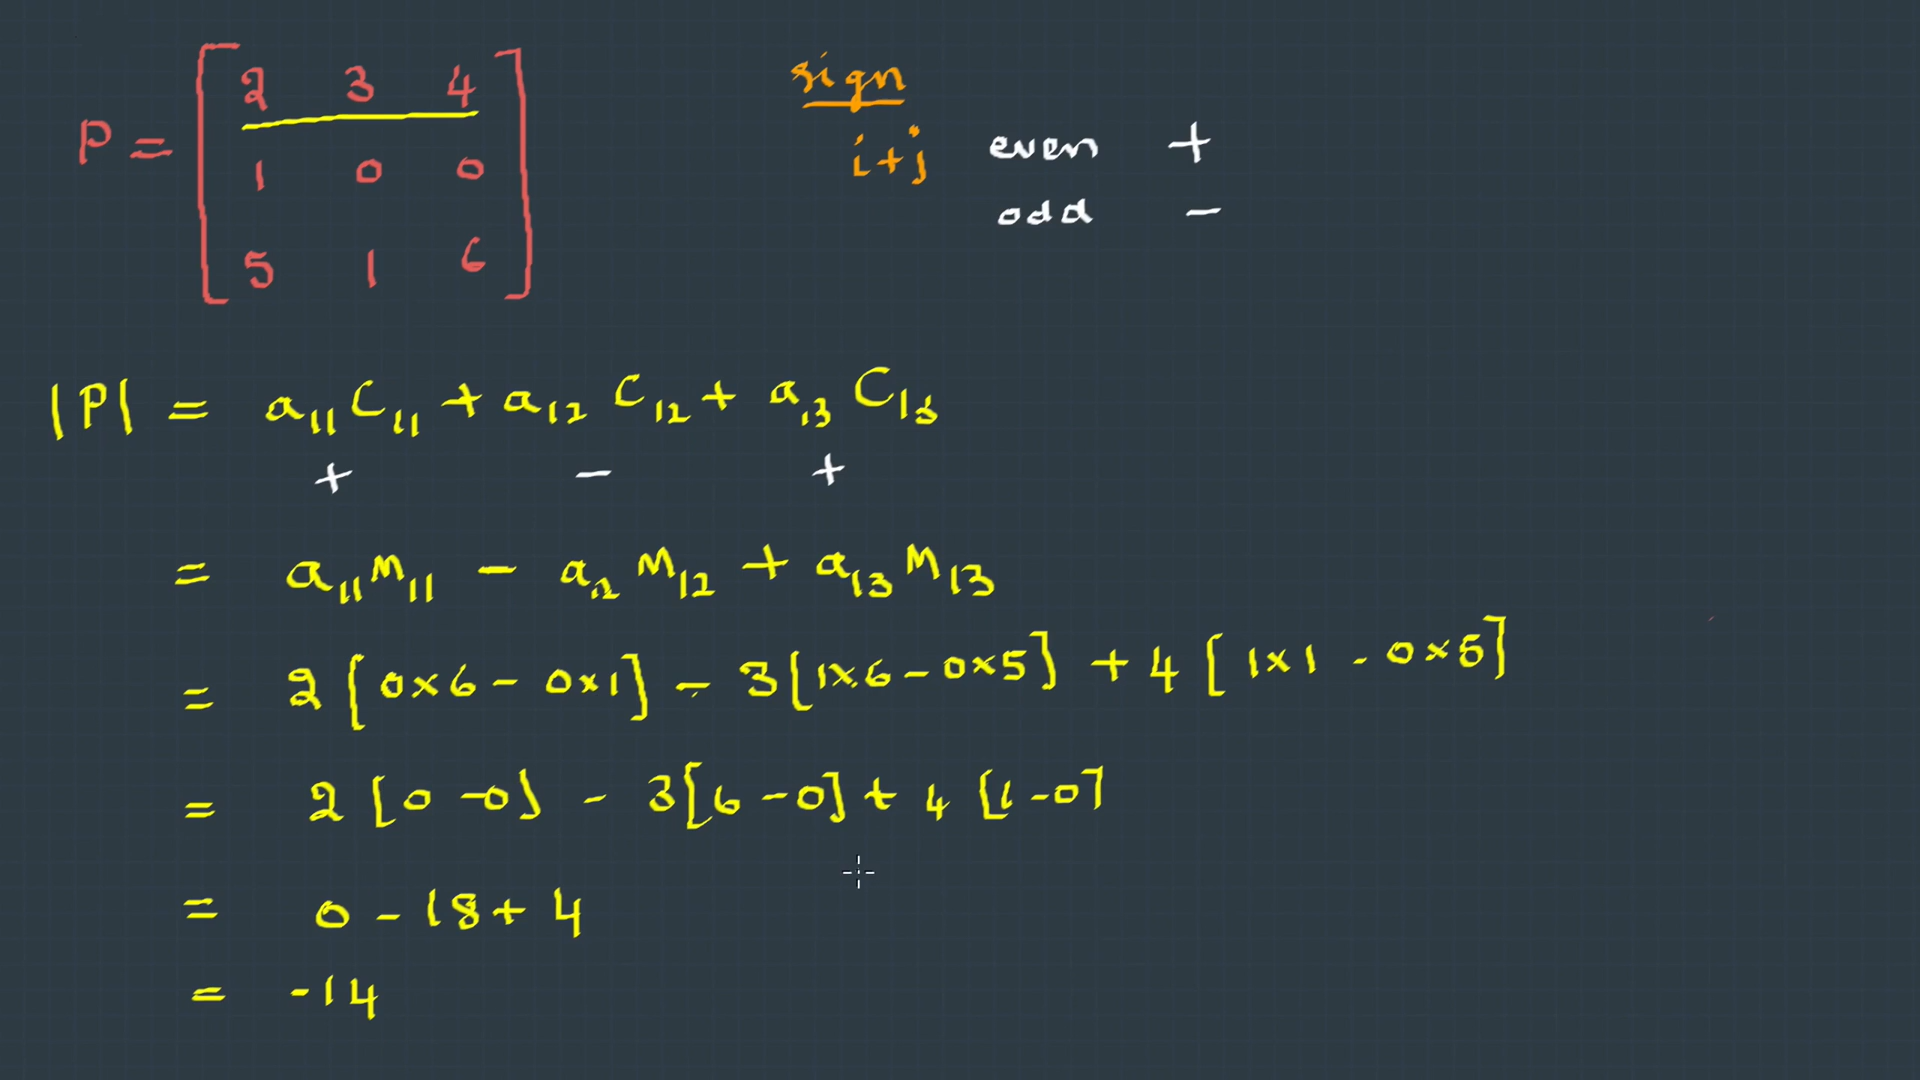 P = [ 2 3 4
1 0 0
5 1 6 ]
sign
i+j even +
odd -
|P| = a11 C11 + a12 C12 + a13 C13
+ - +
= a11 M11 - a12 M12 + a13 M13
= 2 [0×6 - 0×1] - 3 [1×6 - 0×5] + 4 [1×1 - 0×5]
= 2 [0 - 0] - 3 [6 - 0] + 4 [1 - 0]
= 0 - 18 + 4
= -14